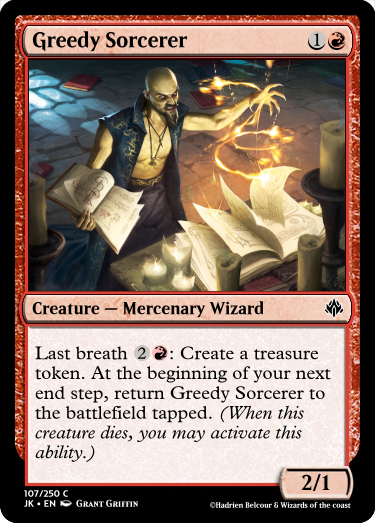 Greedy Sorcerer 1
Creature — Mercenary Wizard
Last breath 2 : Create a treasure
token. At the beginning of your next
end step, return Greedy Sorcerer to
the battlefield tapped. (When this
creature dies, you may activate this
ability.)
2/1
107/250 C
JK • EN Grant Griffin
©Hadrien Belcour & Wizards of the coast